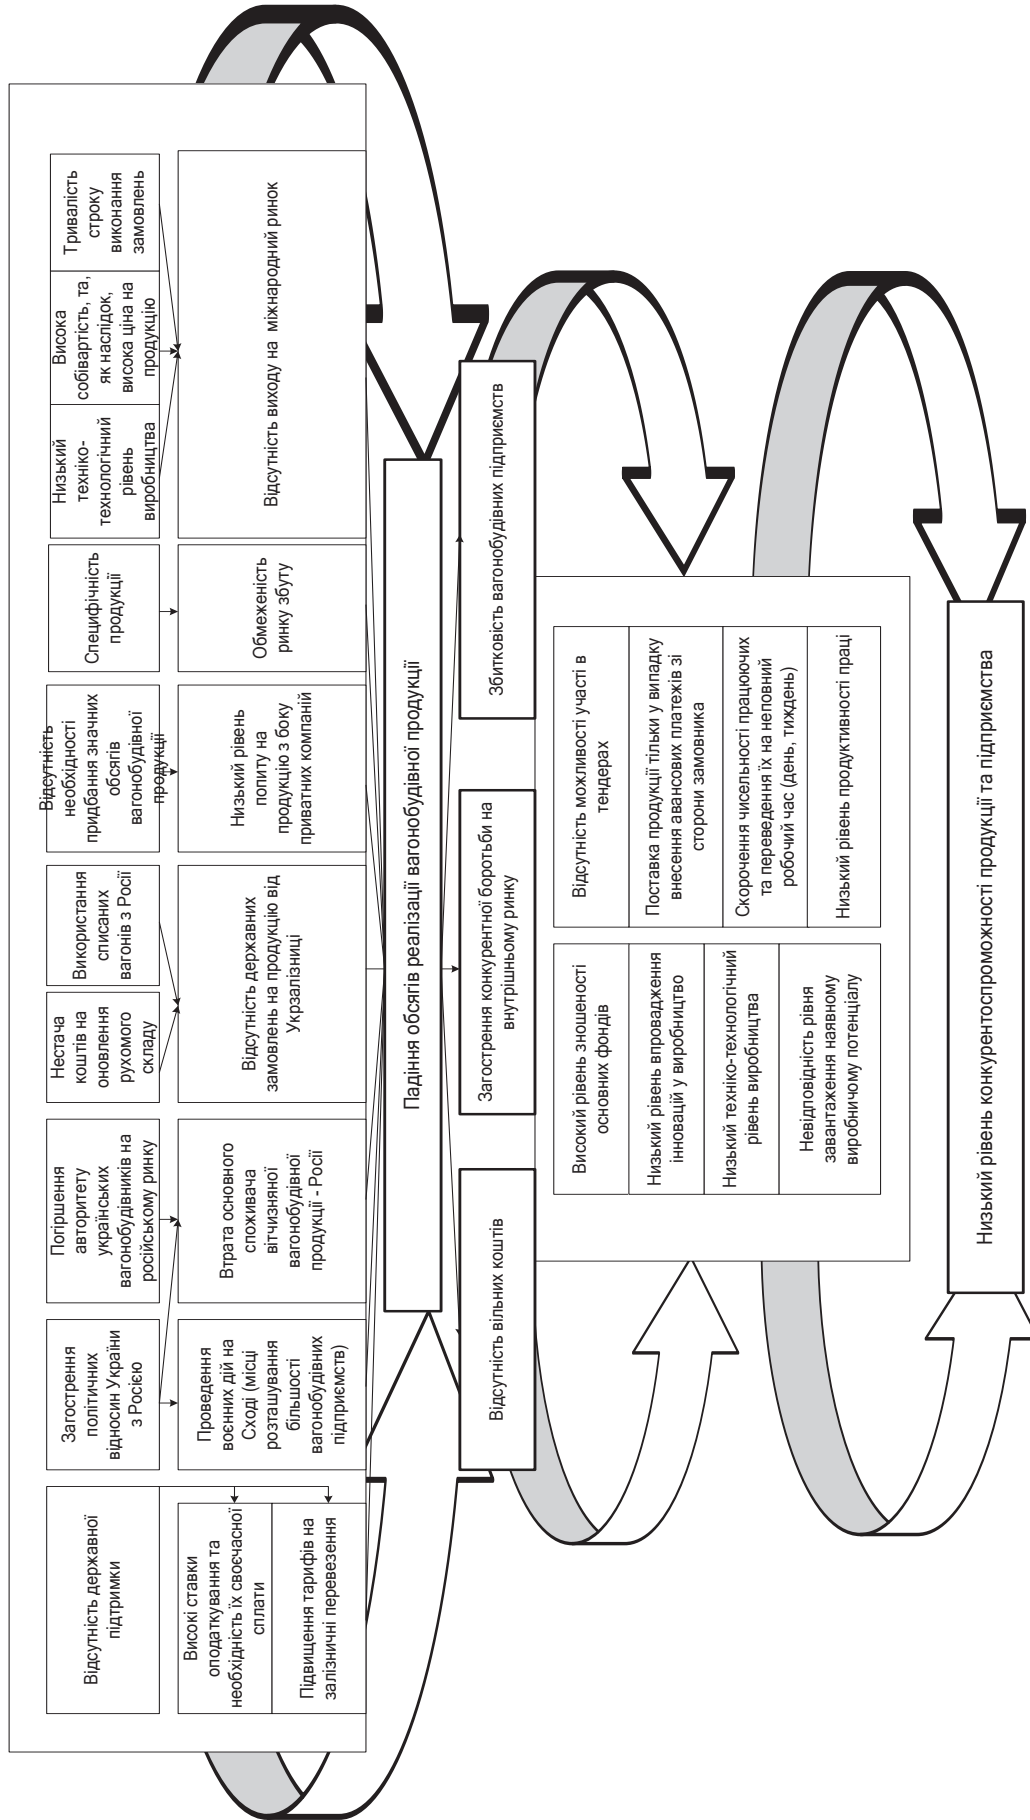 Відсутність державної
підтримки
Загострення
політичних
відносин України
з Росією
Погіршення
авторитету
українських
вагонобудівників на
російському ринку
Нестача
коштів на
оновлення
рухомого
складу
Використання
списаних
вагонів з Росії
Відсутність
необхідності
придбання значних
обсягів
вагонобудівної
продукції
Специфічність
продукції
Низький
техніко-
технологічний
рівень
виробництва
Висока
собівартість, та,
як наслідок,
висока ціна на
продукцію
Тривалість
строку
виконання
замовлень
Високі ставки
оподаткування та
необхідність їх своєчасної
сплати
Підвищення тарифів на
залізничні перевезення
Проведення
воєнних дій на
Сході (місці
розташування
більшості
вагонобудівних
підприємств)
Втрата основного
споживача
вітчизняної
вагонобудівної
продукції - Росії
Відсутність державних
замовлень на продукцію від
Укрзалізниці
Низький рівень
попиту на
продукцію з боку
приватних компаній
Обмеженість
ринку збуту
Відсутність виходу на міжнародний ринок
Падіння обсягів реалізації вагонобудівної продукції
Відсутність вільних коштів
Загострення конкурентної боротьби на
внутрішньому ринку
Збитковість вагонобудівних підприємств
Високий рівень зношеності
основних фондів
Низький рівень впровадження
інновацій у виробництво
Низький техніко-технологічний
рівень виробництва
Невідповідність рівня
завантаження наявному
виробничому потенціалу
Відсутність можливості участі в
тендерах
Поставка продукції тільки у випадку
внесення авансових платежів зі
сторони замовника
Скорочення чисельності працюючих
та переведення їх на неповний
робочий час (день, тиждень)
Низький рівень продуктивності праці
Низький рівень конкурентоспроможності продукції та підприємства